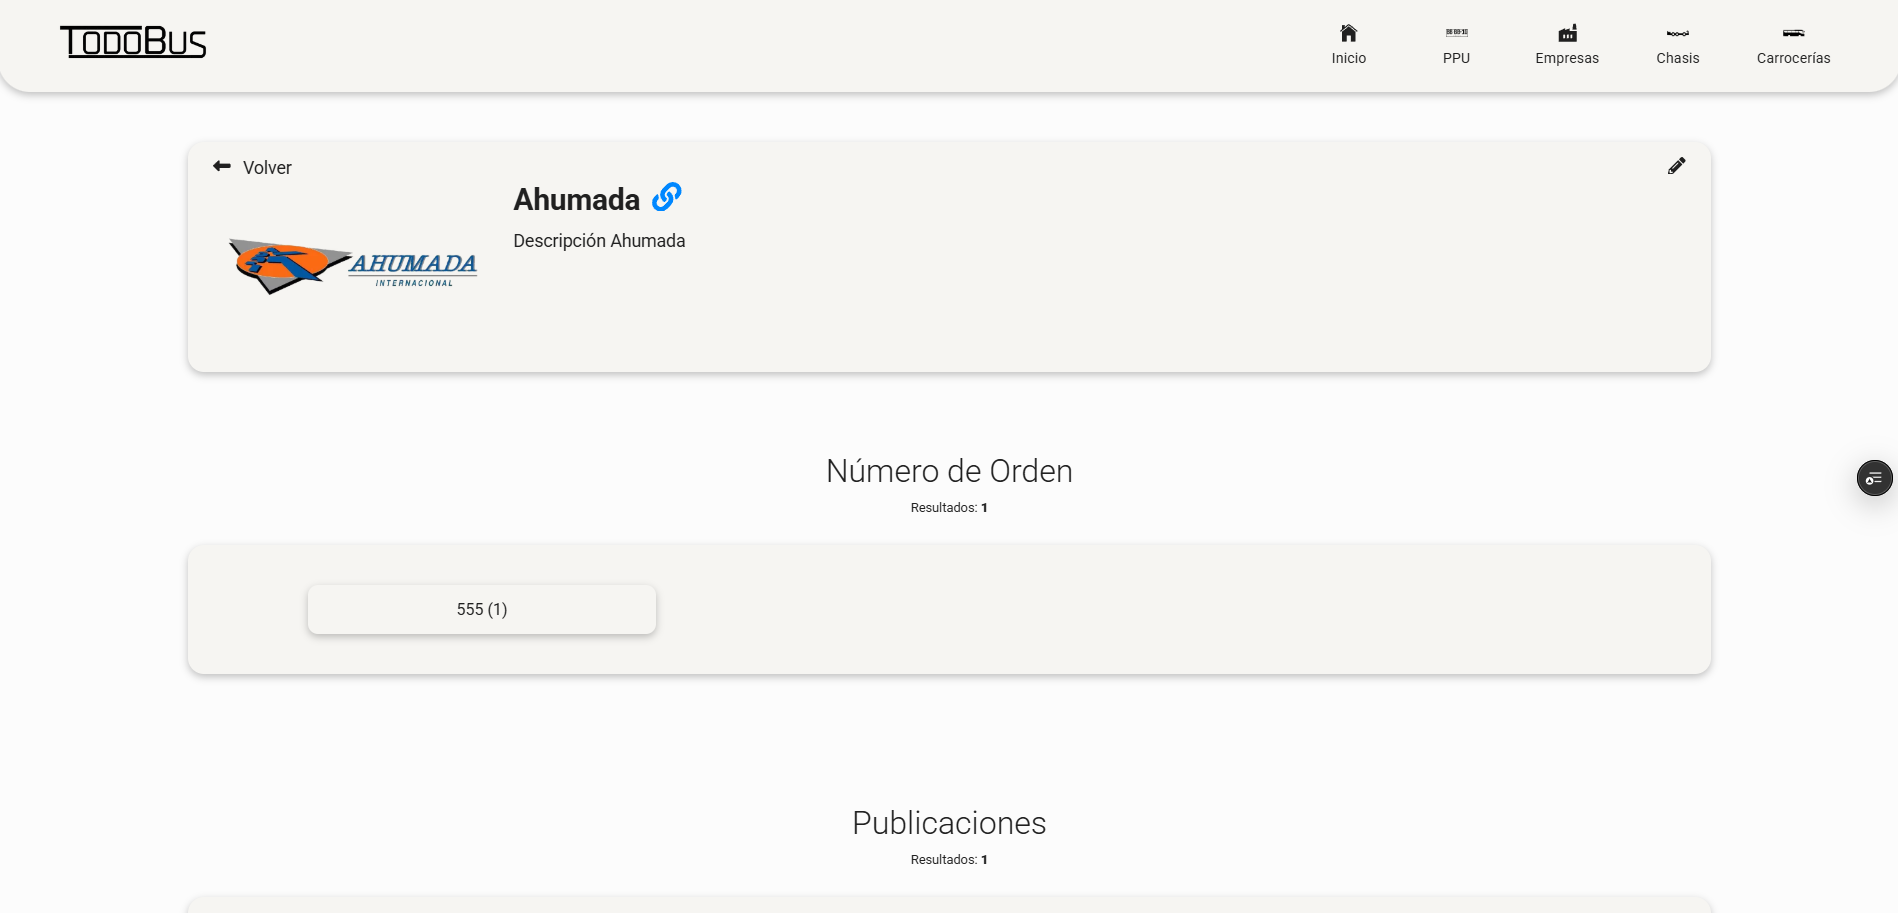 TODOBUS
Inicio
PPU
Empresas
Chasis
Carrocerías
Volver
Ahumada
Descripción Ahumada
AHUMADA
INTERNACIONAL
Número de Orden
Resultados: 1
555 (1)
Publicaciones
Resultados: 1